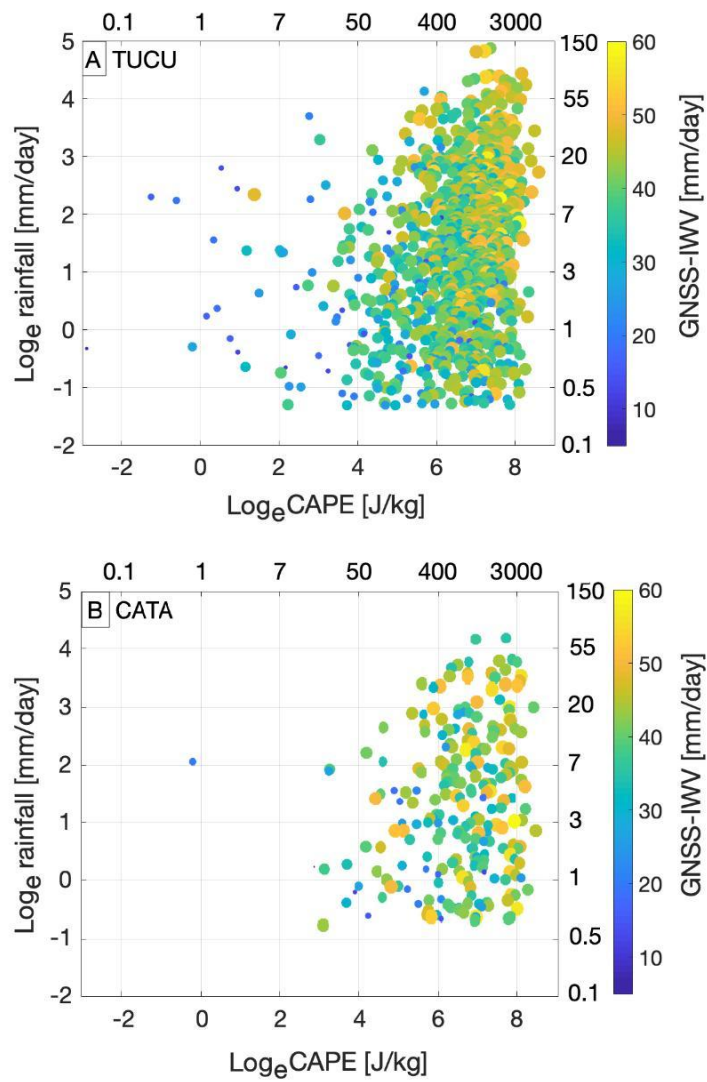 0.1 1 7 50 400 3000
A TUCU
5 4 3 2 1 0 -1 -2
Loge rainfall [mm/day]
150 55 20 7 3 1 0.5 0.1
60 50 40 30 20 10
GNSS-IWV [mm/day]
-2 0 2 4 6 8
LogeCAPE [J/kg]
0.1 1 7 50 400 3000
B CATA
5 4 3 2 1 0 -1 -2
Loge rainfall [mm/day]
150 55 20 7 3 1 0.5 0.1
60 50 40 30 20 10
GNSS-IWV [mm/day]
-2 0 2 4 6 8
LogeCAPE [J/kg]